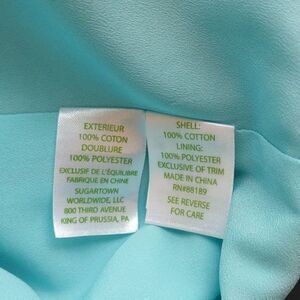 EXTERIEUR
100% COTON
DOUBLURE
100% POLYESTER
EXCLUSIF DE L'ÉQUILIBRE
FABRIQUE EN CHINE
SUGARTOWN
WORLDWIDE, LLC
800 THIRD AVENUE
KING OF PRUSSIA, PA
SHELL:
100% COTTON
LINING:
100% POLYESTER
EXCLUSIVE OF TRIM
MADE IN CHINA
RN#88189
SEE REVERSE
FOR CARE